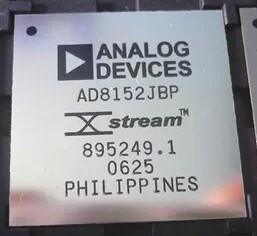 ANALOG
DEVICES
AD8152JBP
Xstream™
895249.1
0625
PHILIPPINES